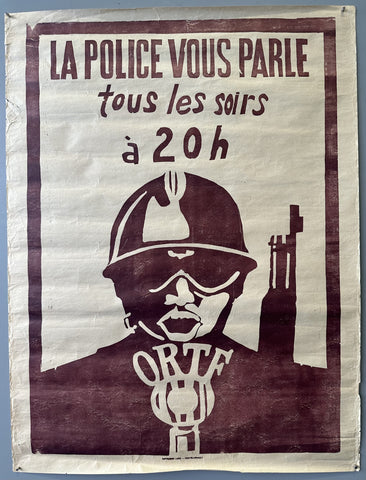 LA POLICE VOUS PARLE
tous les soirs
à 20h
ORTF